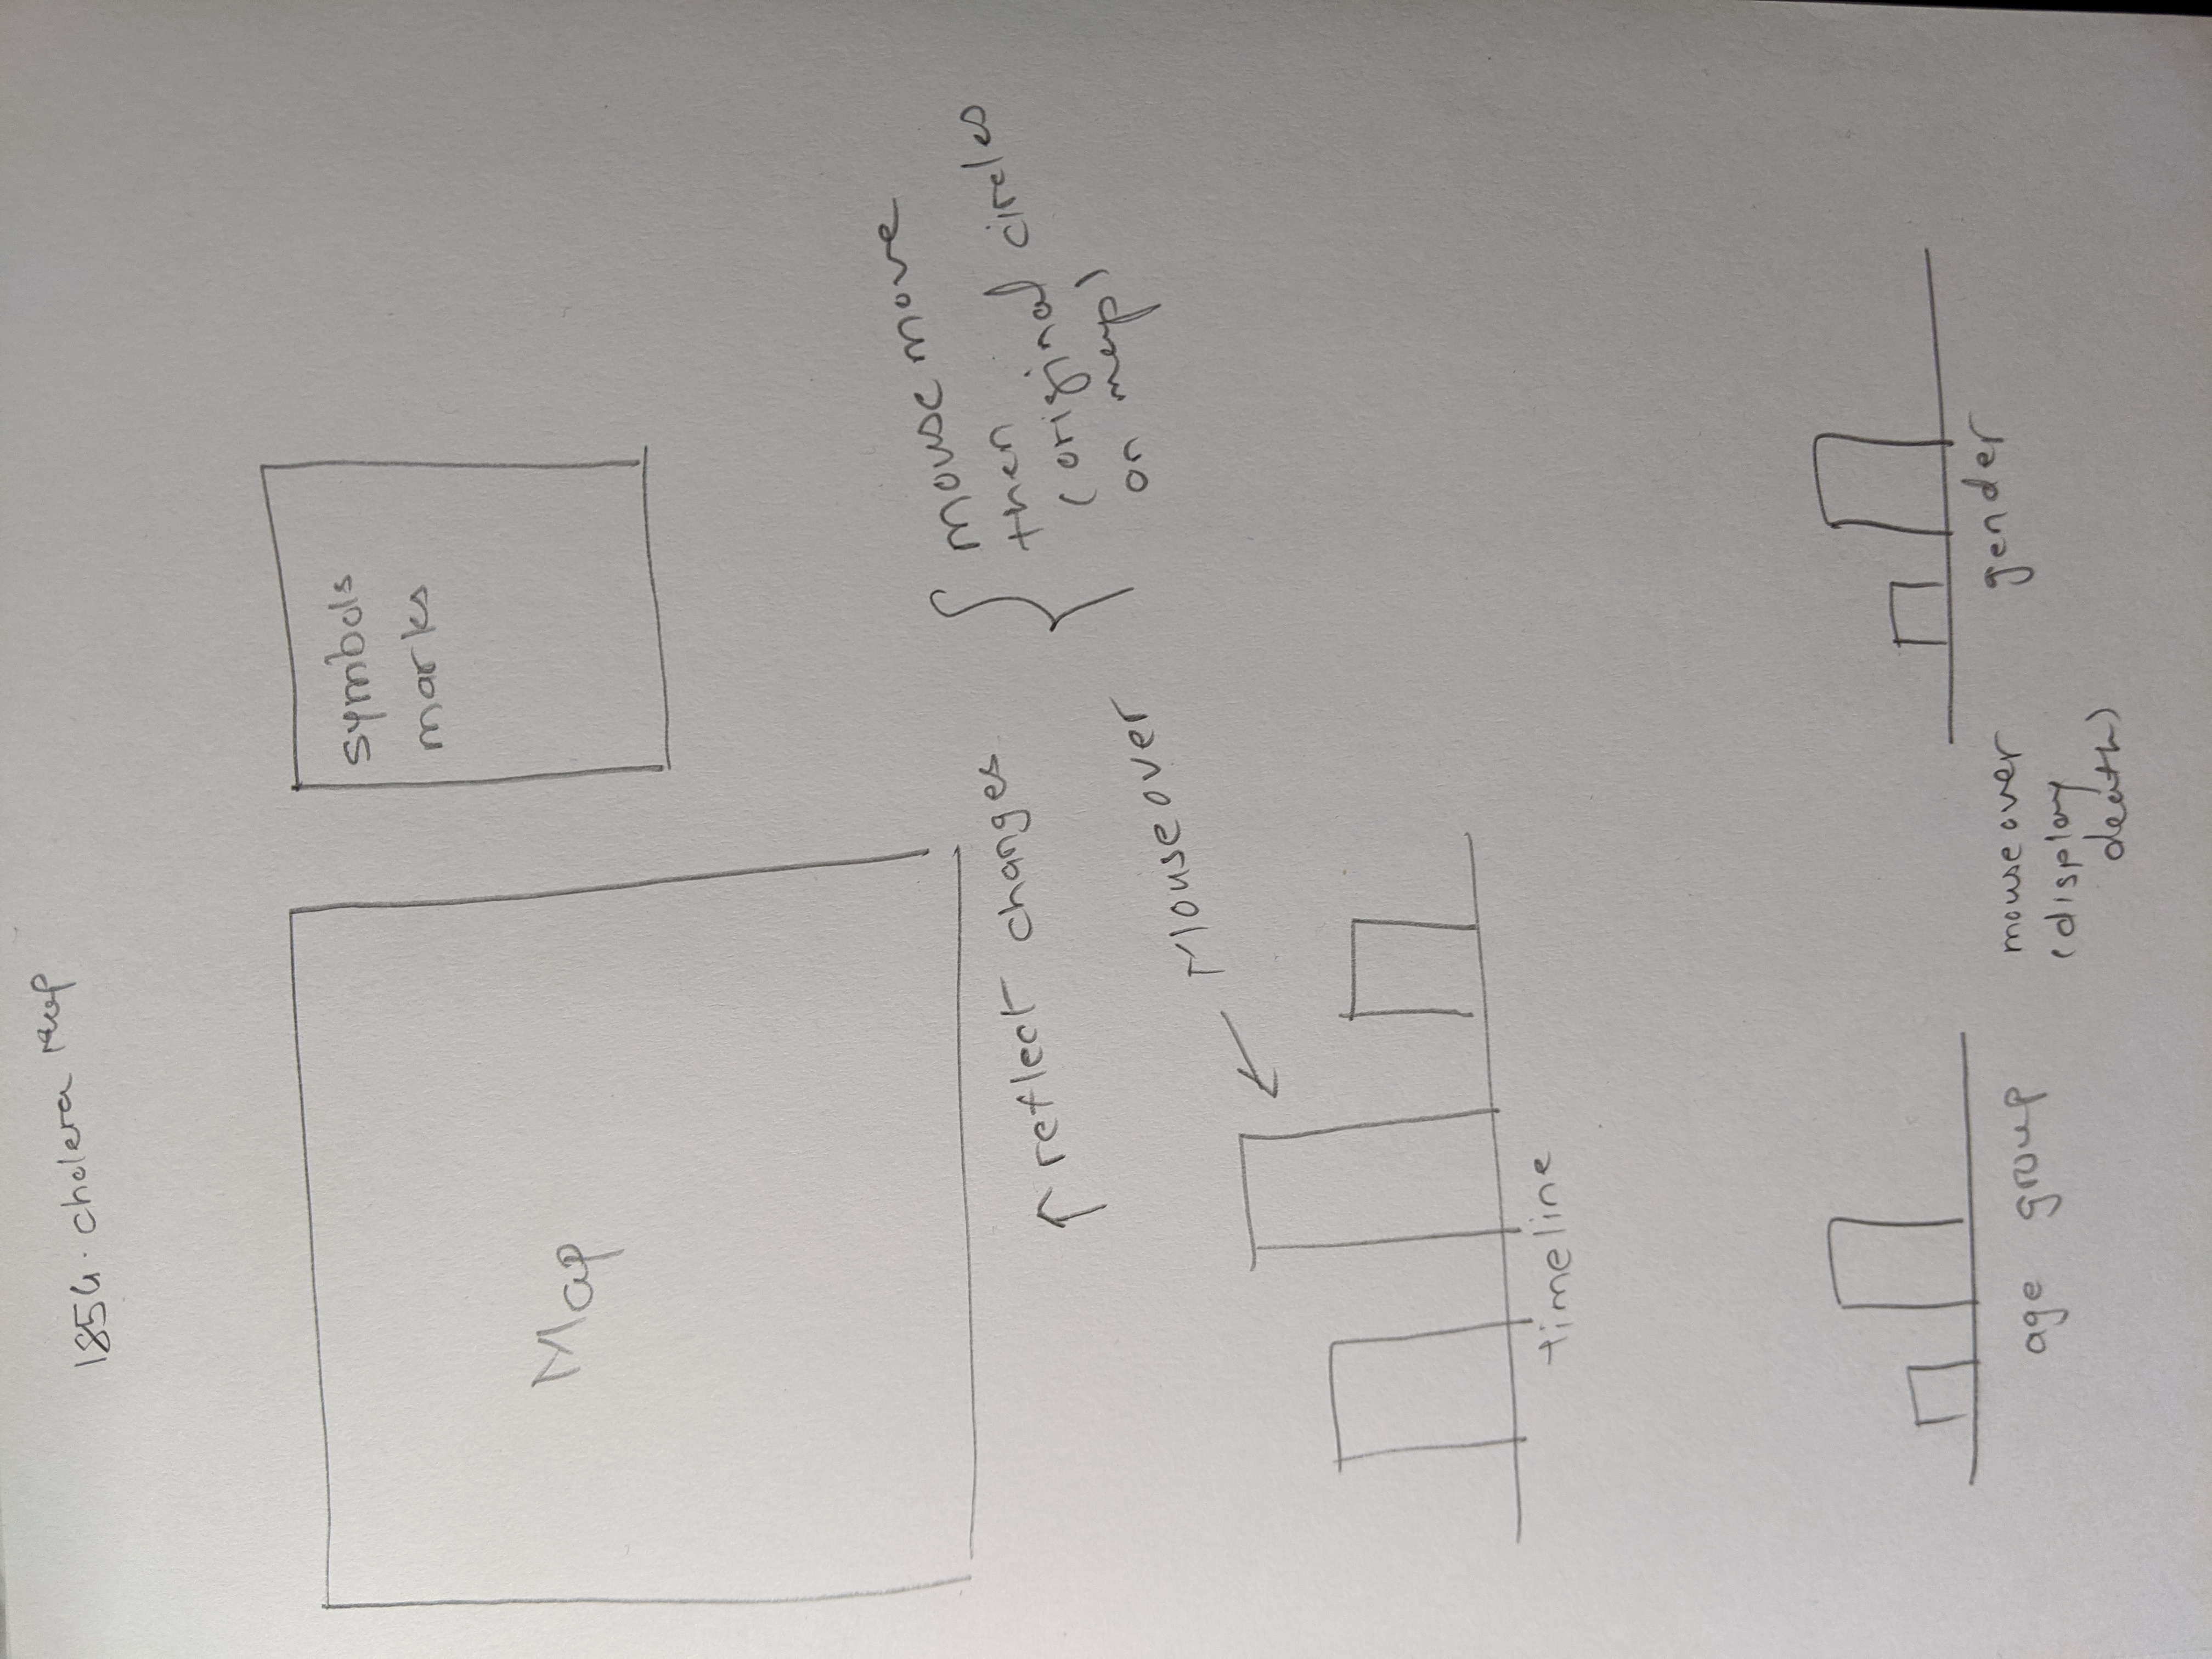 1854. cholera Map
symbols
marks
Map
↑ reflect changes
mouse move
then
(original circles
on map)
Mouseover
timeline
age group
mouseover
(display
death)
gender